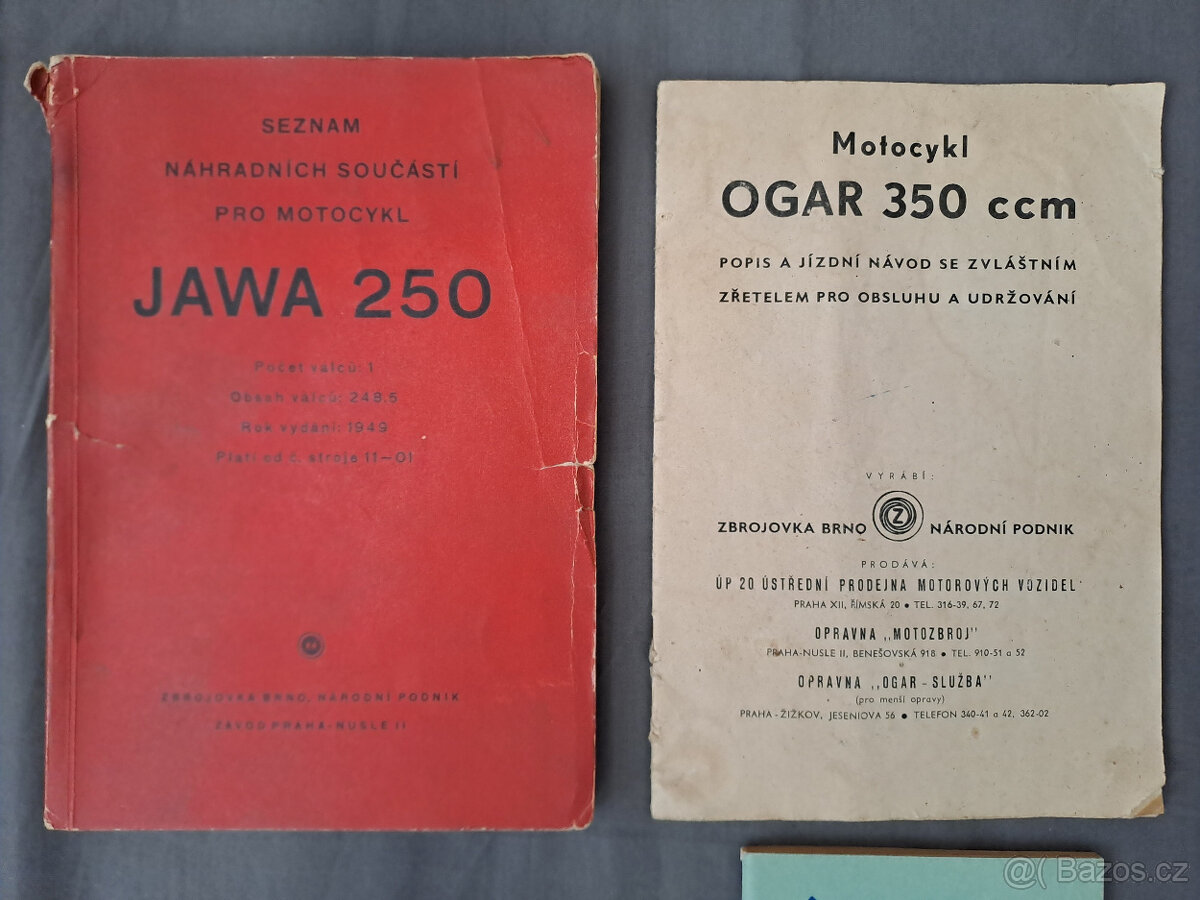 SEZNAM
NÁHRADNÍCH SOUČÁSTÍ
PRO MOTOCYKL
JAWA 250
Počet válců: 1
Obsah válců: 248.5
Rok vydání: 1949
Platí od č. stroje 11—01
ZBROJOVKA BRNO, NÁRODNÍ PODNIK
ZÁVOD PRAHA-NUSLE II
Motocykl
OGAR 350 ccm
POPIS A JÍZDNÍ NÁVOD SE ZVLÁŠTNÍM
ZŘETELEM PRO OBSLUHU A UDRŽOVÁNÍ
VYRÁBÍ:
ZBROJOVKA BRNO Z NÁRODNÍ PODNIK
PRODÁVÁ:
ÚP 20 ÚSTŘEDNÍ PRODEJNA MOTOROVÝCH VOZIDEL
PRAHA XII, ŘÍMSKÁ 20 • TEL. 316-39, 67, 72
OPRAVNA „MOTOZBROJ"
PRAHA-NUSLE II, BENEŠOVSKÁ 918 • TEL. 910-51 a 52
OPRAVNA „OGAR - SLUŽBA"
(pro menší opravy)
PRAHA - ŽIŽKOV, JESENIOVA 56 • TELEFON 340-41 a 42, 362-02
@( Bazos.cz